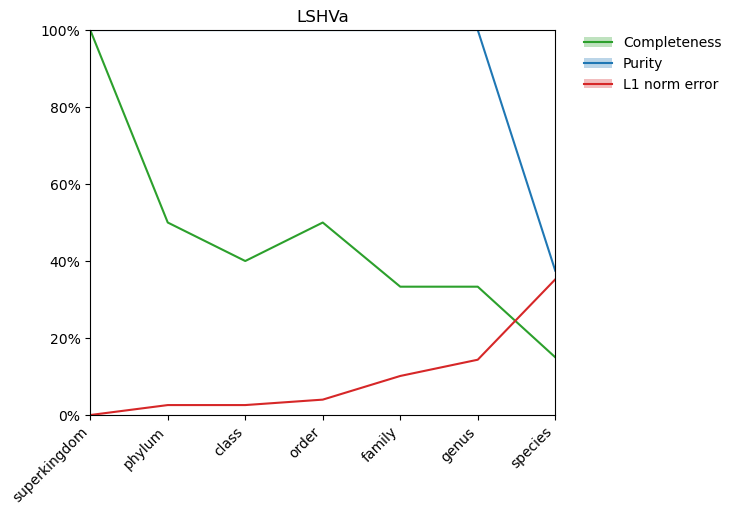 LSHVa
100%
80%
60%
40%
20%
0%
superkingdom
phylum
class
order
family
genus
species
Completeness
Purity
L1 norm error